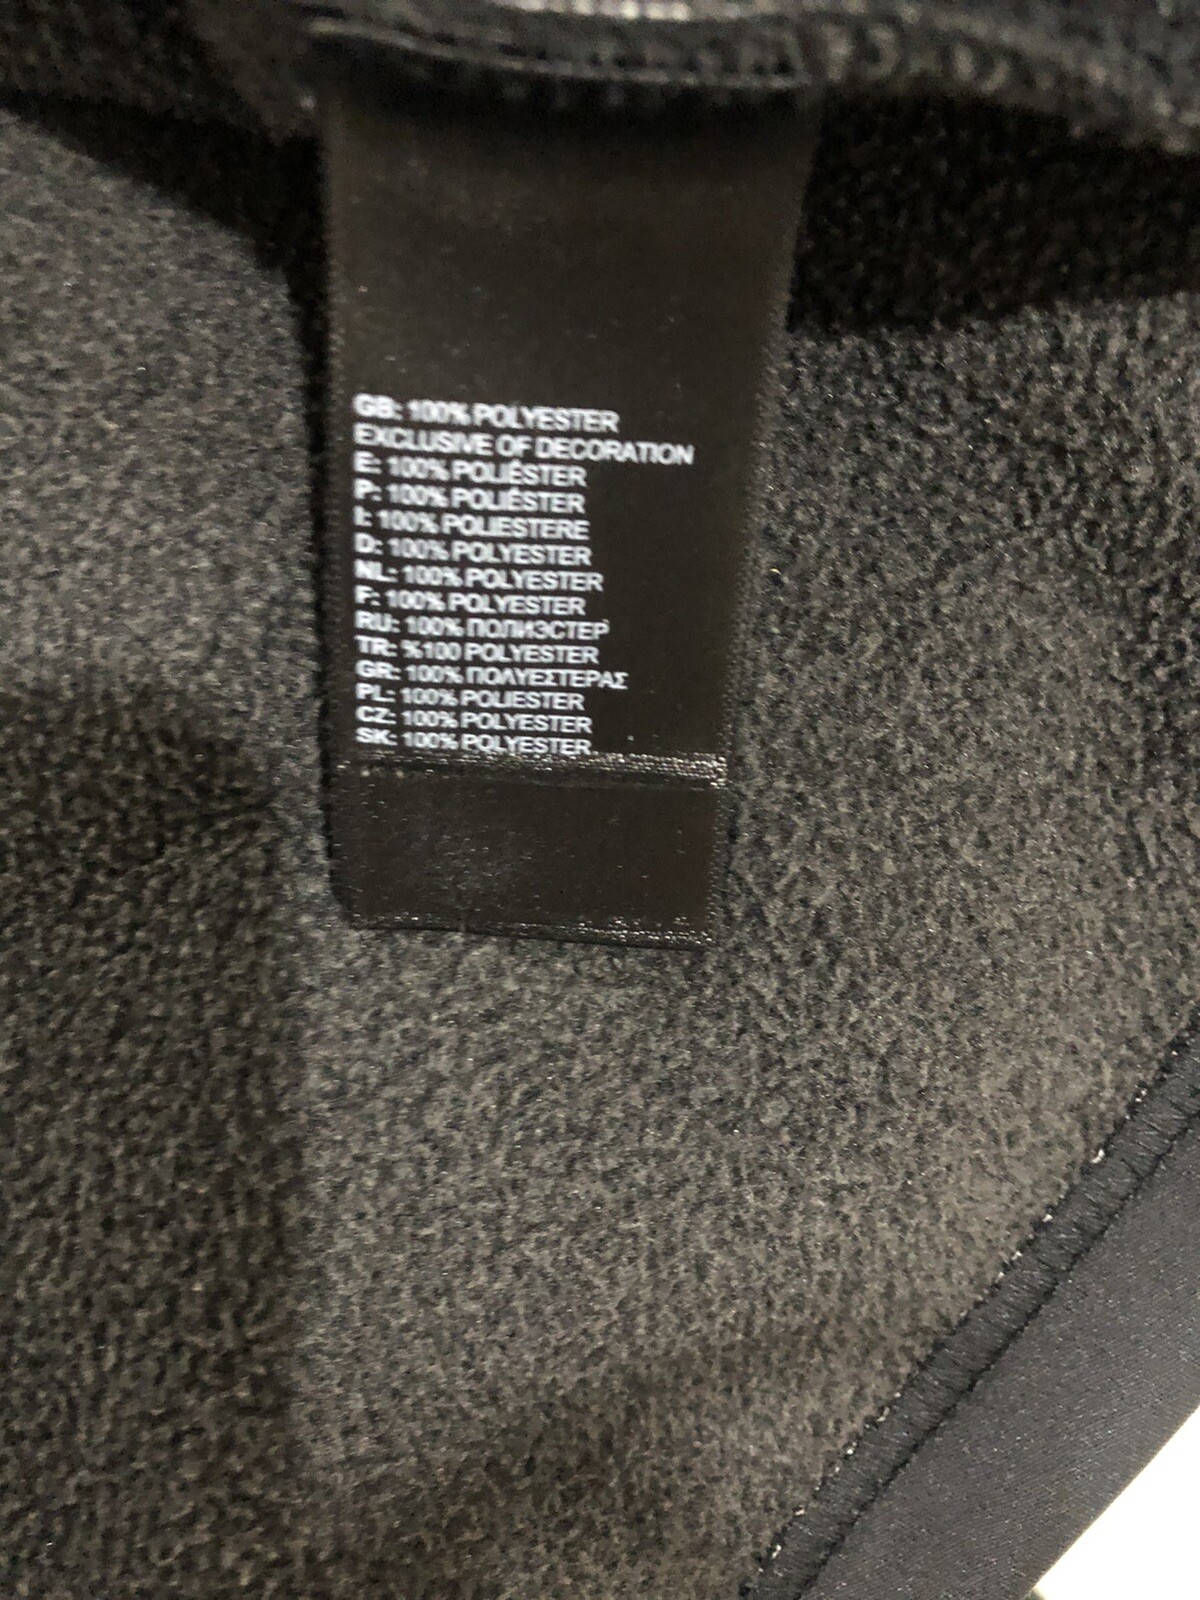 GB: 100% POLYESTER
EXCLUSIVE OF DECORATION
E: 100% POLIÉSTER
P: 100% POLIÉSTER
I: 100% POLIESTERE
D: 100% POLYESTER
NL: 100% POLYESTER
F: 100% POLYESTER
RU: 100% ПОЛИЭСТЕР
TR: %100 POLYESTER
GR: 100% ΠΟΛΥΕΣΤΕΡΑΣ
PL: 100% POLIESTER
CZ: 100% POLYESTER
SK: 100% POLYESTER